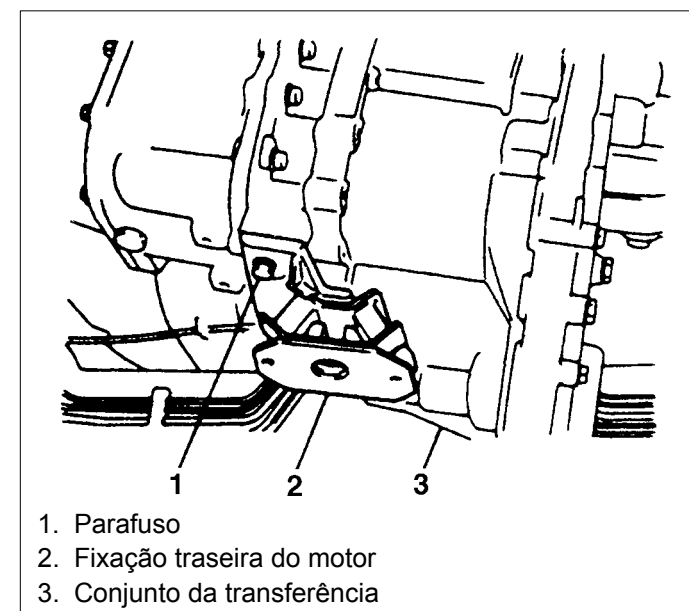 1
2
3
1. Parafuso
2. Fixação traseira do motor
3. Conjunto da transferência